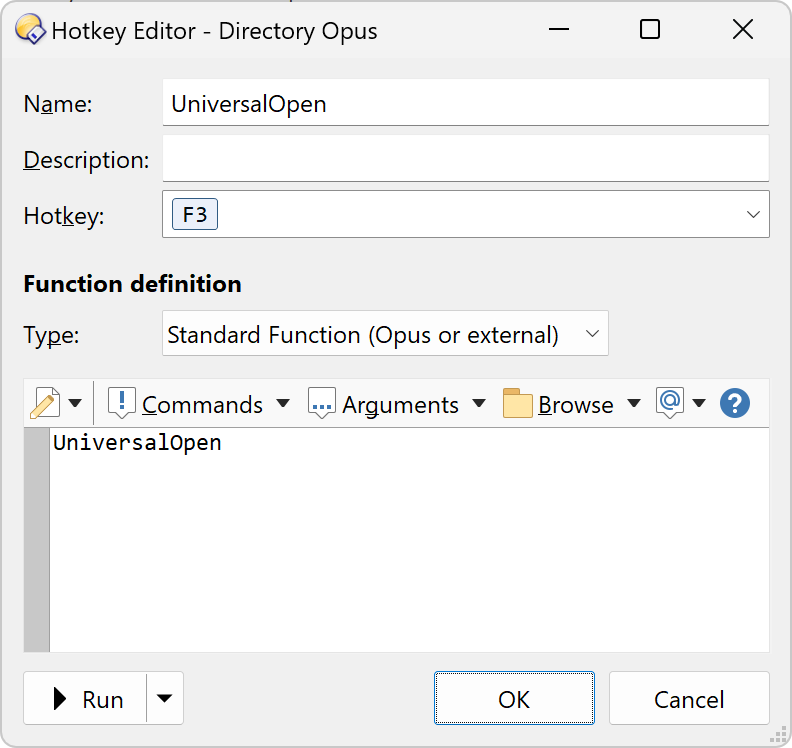 Hotkey Editor - Directory Opus
Name: UniversalOpen
Description:
Hotkey: F3
Function definition
Type: Standard Function (Opus or external)
Commands Arguments Browse
UniversalOpen
Run OK Cancel